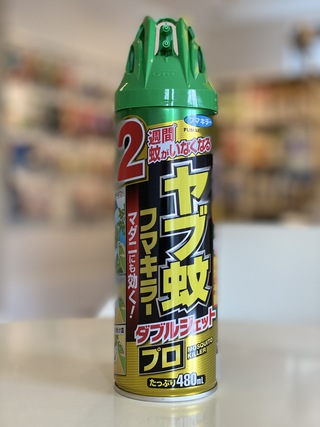 フマキラー
2週間
蚊がいなくなる
ヤブ蚊
フマキラー
マダニにも効く!
ダブルジェット
プロ
MOSQUITO
KILLER
たっぷり480mL